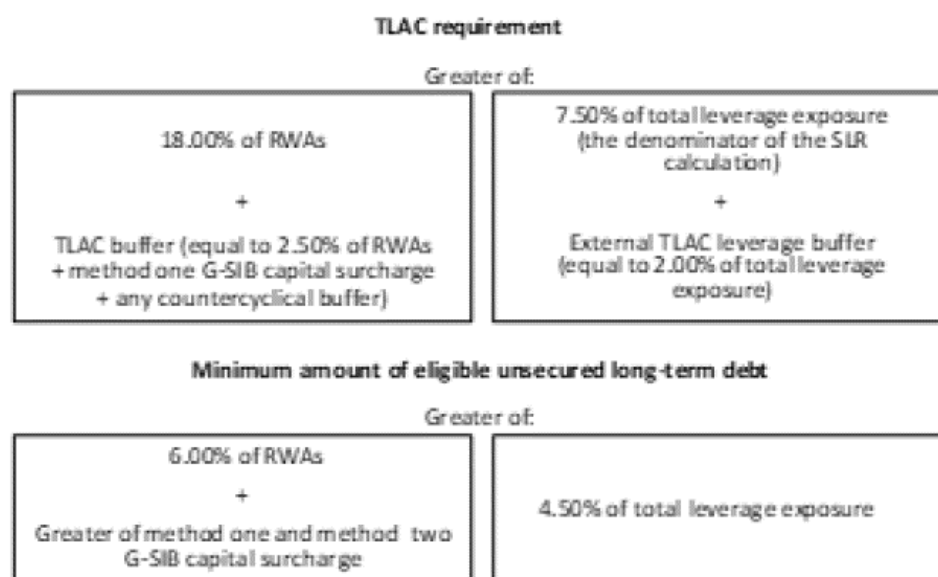 TLAC requirement
Greater of:
18.00% of RWAs
+
TLAC buffer (equal to 2.50% of RWAs
+ method one G-SIB capital surcharge
+ any countercyclical buffer)
7.50% of total leverage exposure
(the denominator of the SLR
calculation)
+
External TLAC leverage buffer
(equal to 2.00% of total leverage
exposure)
Minimum amount of eligible unsecured long-term debt
Greater of:
6.00% of RWAs
+
Greater of method one and method two
G-SIB capital surcharge
4.50% of total leverage exposure